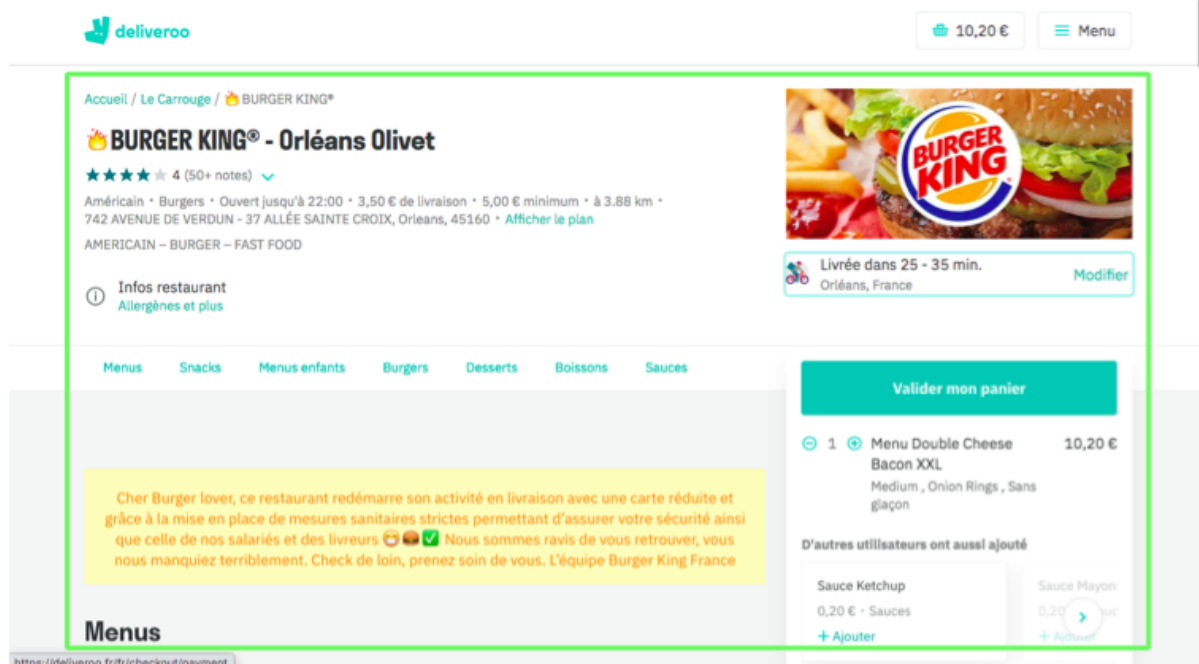 deliveroo
10,20 €
Menu
Accueil / Le Carrouge / 🔥 BURGER KING®
🔥BURGER KING® - Orléans Olivet
★★★★★ 4 (50+ notes)
Américain • Burgers • Ouvert jusqu'à 22:00 • 3,50 € de livraison • 5,00 € minimum • à 3.88 km •
742 AVENUE DE VERDUN - 37 ALLÉE SAINTE CROIX, Orleans, 45160 • Afficher le plan
AMERICAIN – BURGER – FAST FOOD
Infos restaurant
Allergènes et plus
BURGER
KING
Livrée dans 25 - 35 min.
Orléans, France
Modifier
Menus
Snacks
Menus enfants
Burgers
Desserts
Boissons
Sauces
Cher Burger lover, ce restaurant redémarre son activité en livraison avec une carte réduite et
grâce à la mise en place de mesures sanitaires strictes permettant d'assurer votre sécurité ainsi
que celle de nos salariés et des livreurs 😷🍔✅ Nous sommes ravis de vous retrouver, vous
nous manquiez terriblement. Check de loin, prenez soin de vous. L'équipe Burger King France
Menus
Valider mon panier
1 Menu Double Cheese 10,20 €
Bacon XXL
Medium , Onion Rings , Sans
glaçon
D'autres utilisateurs ont aussi ajouté
Sauce Ketchup
0,20 € • Sauces
+ Ajouter
Sauce Mayon
0,20
+ Ajouter
https://deliveroo.fr/fr/checkout/payment